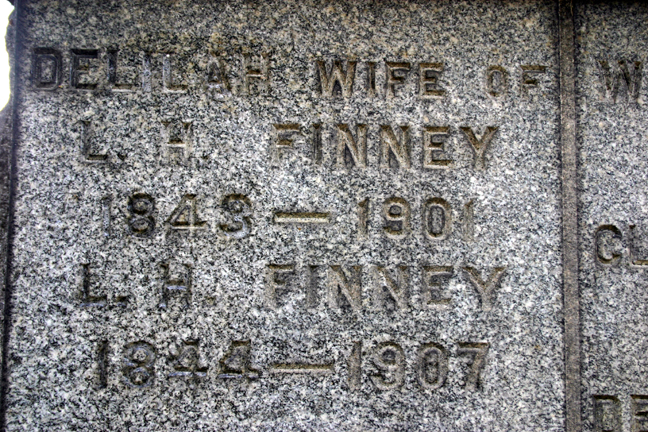 DELILAH WIFE OF
L. H. FINNEY
1843 — 1901
L. H. FINNEY
1844 — 1907